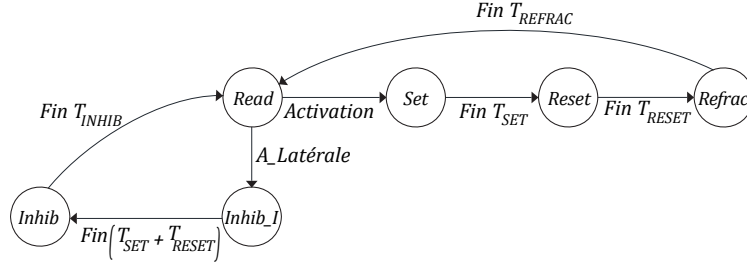 Fin T_REFRAC
Fin T_INHIB
Read
Activation
Set
Fin T_SET
Reset
Fin T_RESET
Refrac
A_Latérale
Inhib
Fin(T_SET + T_RESET)
Inhib_I